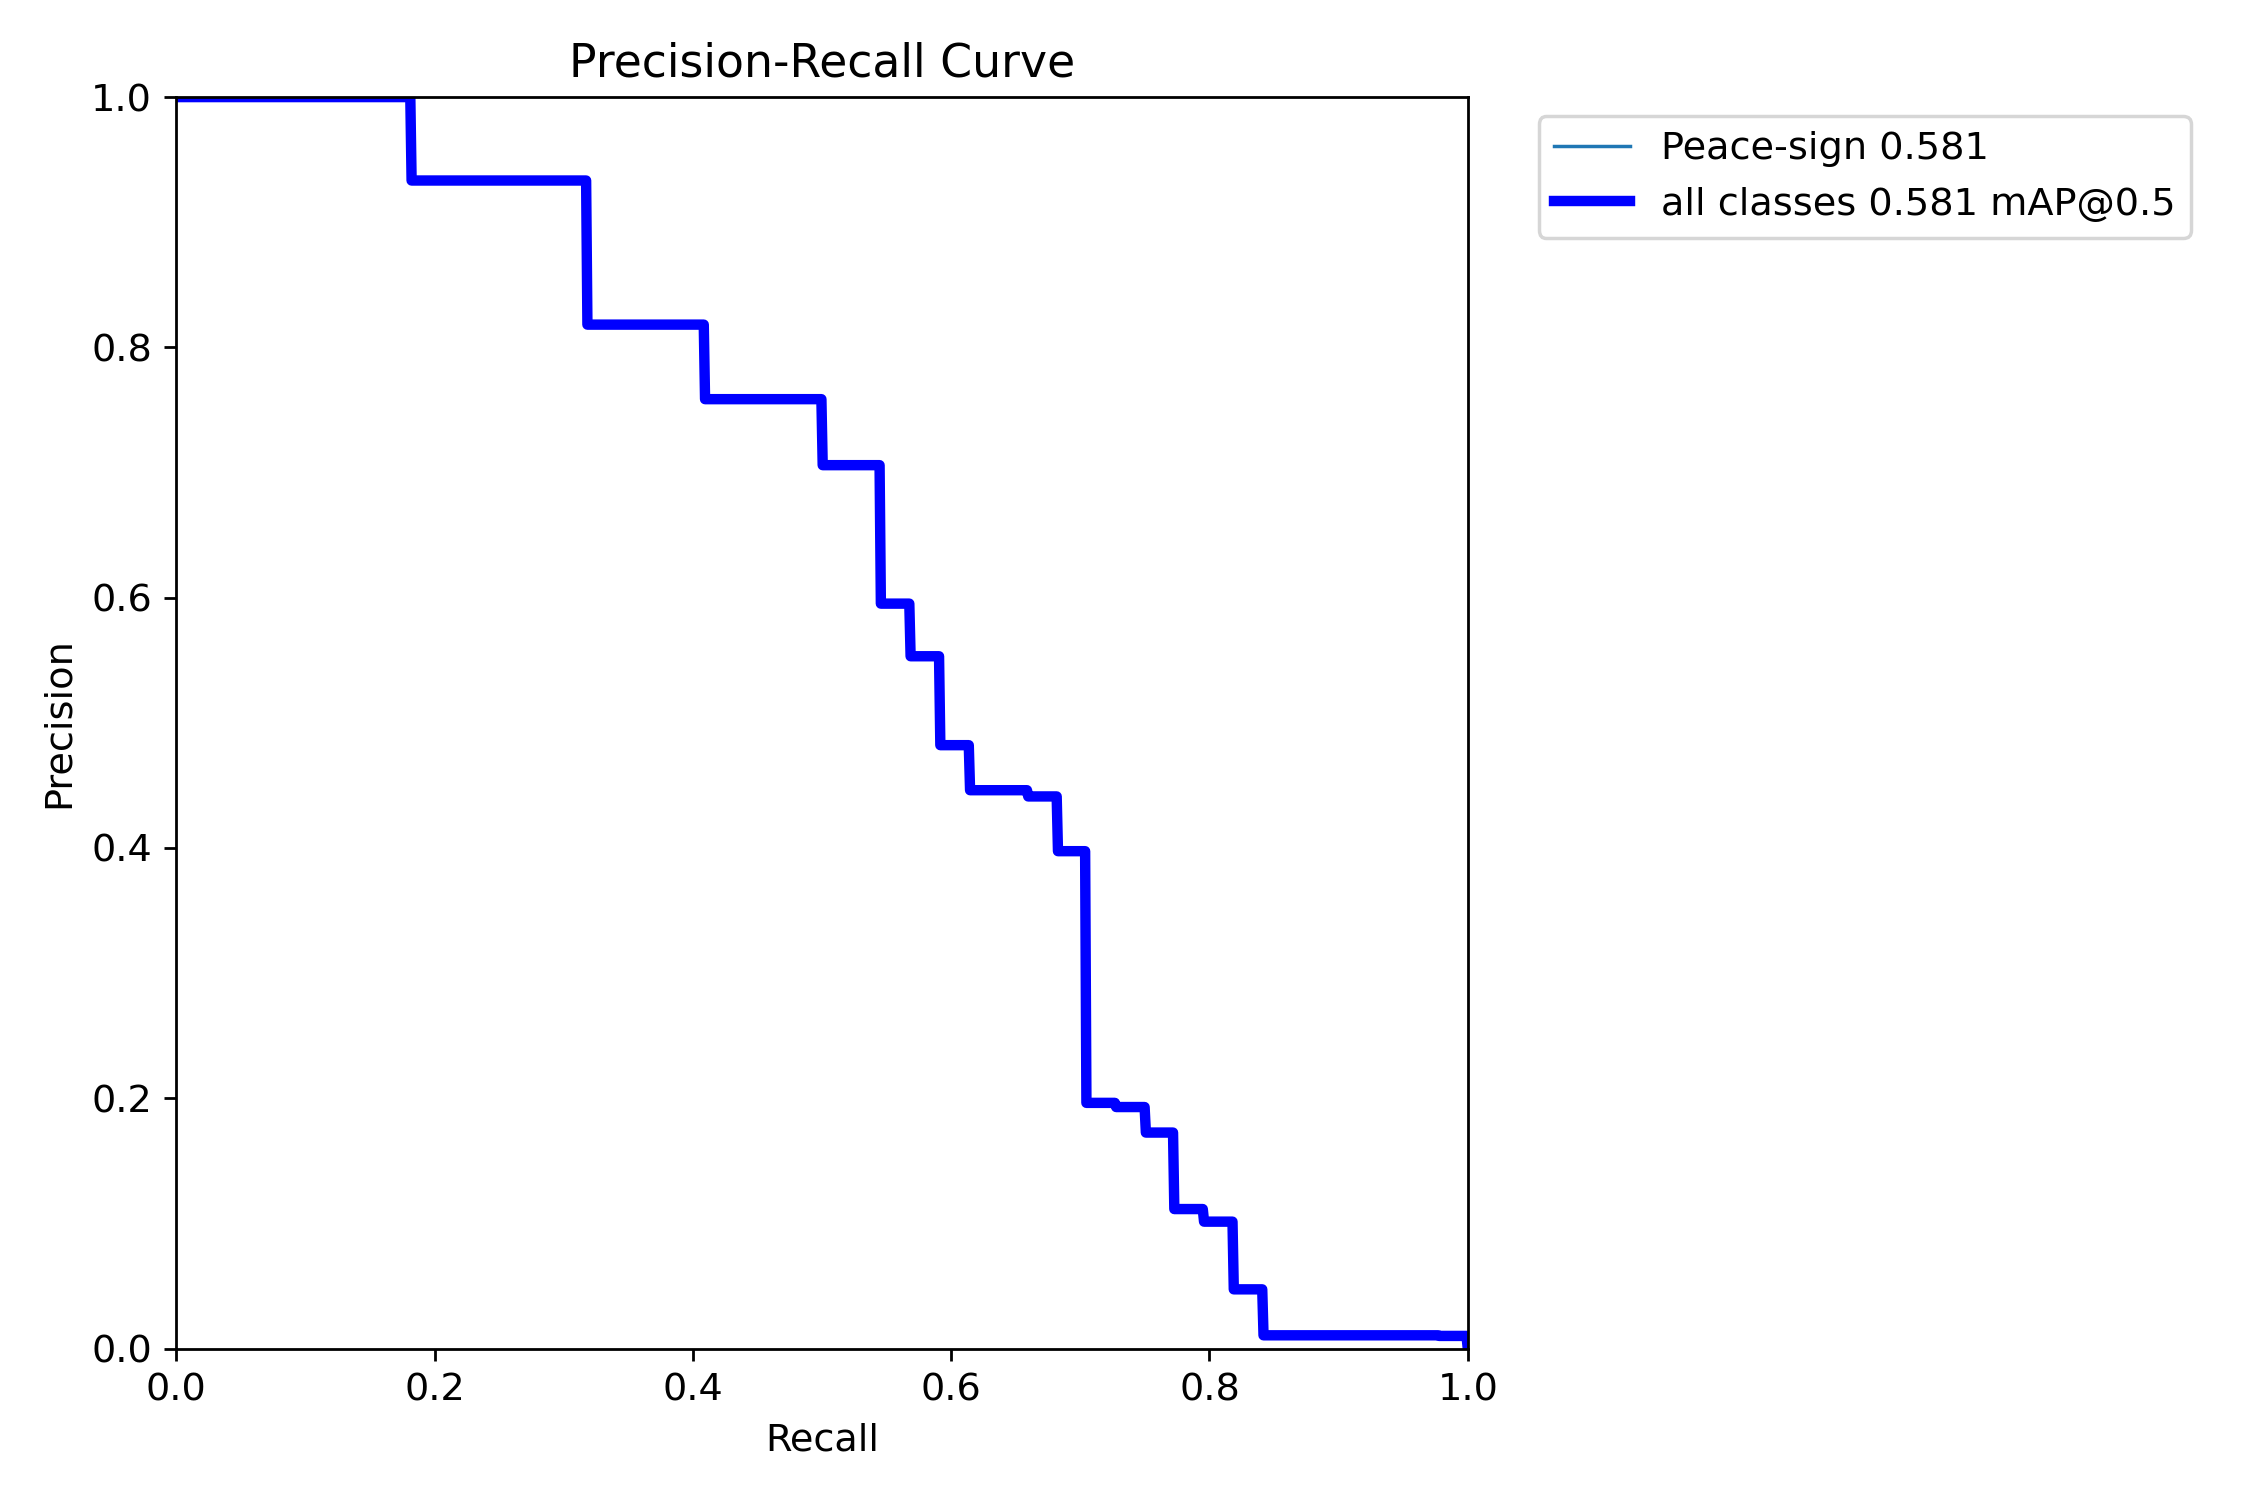 Precision-Recall Curve
1.0
0.8
0.6
0.4
0.2
0.0
Precision
0.0 0.2 0.4 0.6 0.8 1.0
Recall
Peace-sign 0.581
all classes 0.581 mAP@0.5